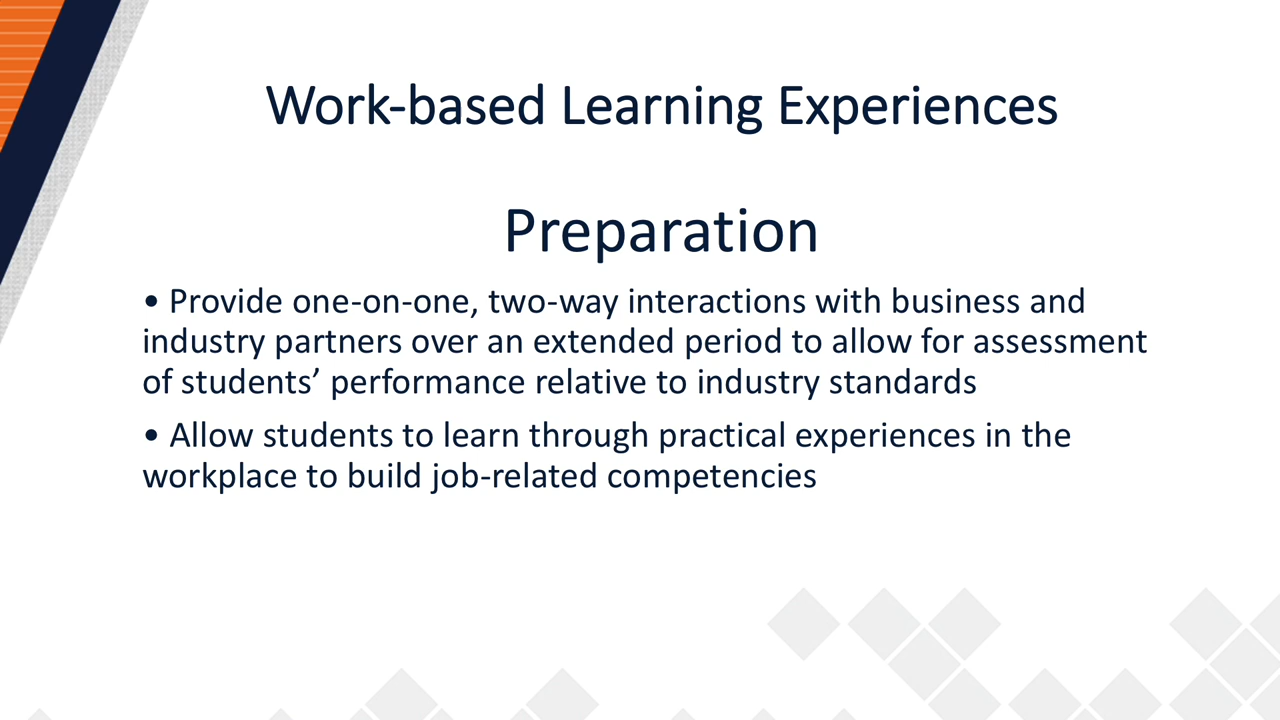 Work-based Learning Experiences
Preparation
• Provide one-on-one, two-way interactions with business and
industry partners over an extended period to allow for assessment
of students’ performance relative to industry standards
• Allow students to learn through practical experiences in the
workplace to build job-related competencies